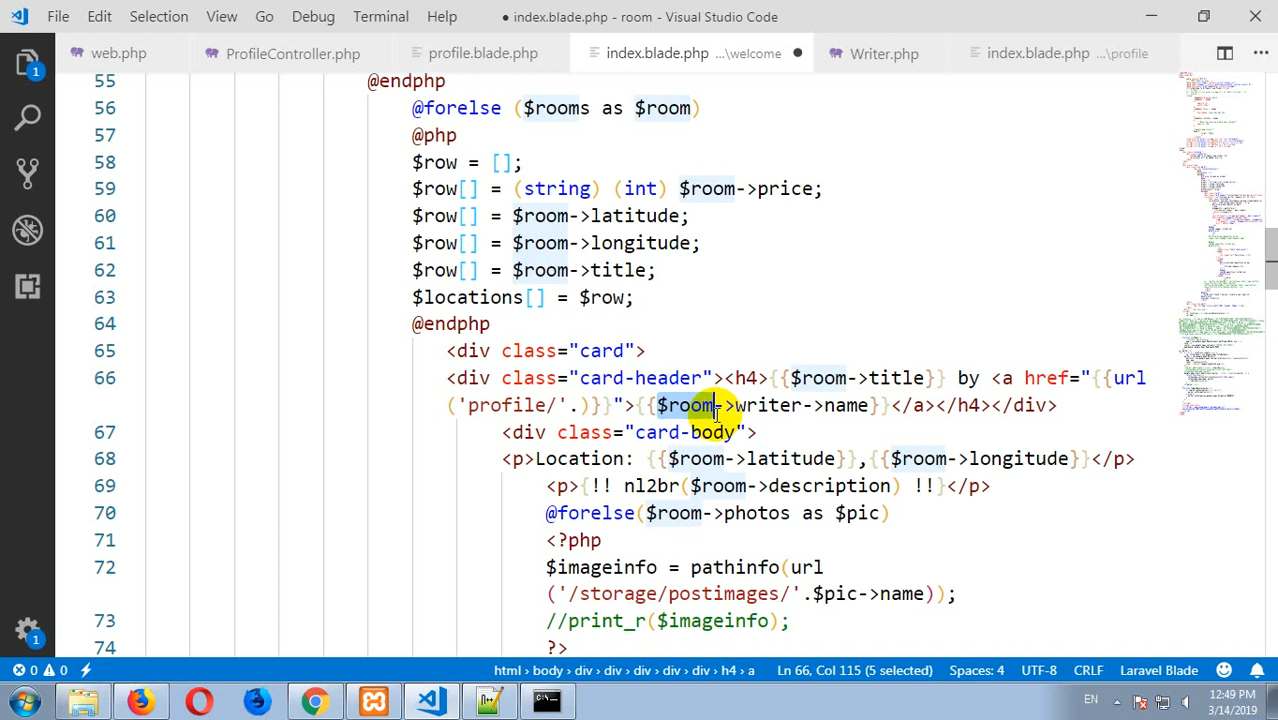 File Edit Selection View Go Debug Terminal Help ● index.blade.php - room - Visual Studio Code
web.php ProfileController.php profile.blade.php index.blade.php ...\welcome ● Writer.php index.blade.php ...\profile
55 @endphp
56 @forelse ($rooms as $room)
57 @php
58 $row = [];
59 $row[] = (string) (int) $room->price;
60 $row[] = $room->latitude;
61 $row[] = $room->longitude;
62 $row[] = $room->title;
63 $locations[] = $row;
64 @endphp
65 <div class="card">
66 <div class="card-header"><h4>{{$room->title}} by <a href="{{url
('profile/'.)}}">{{$room->writer->name}}</a></h4></div>
67 <div class="card-body">
68 <p>Location: {{$room->latitude}},{{$room->longitude}}</p>
69 <p>{!! nl2br($room->description) !!}</p>
70 @forelse($room->photos as $pic)
71 <?php
72 $imageinfo = pathinfo(url
('/storage/postimages/'.$pic->name));
73 //print_r($imageinfo);
74 ?>
1
1
0 0 html › body › div › div › div › div › div › h4 › a Ln 66, Col 115 (5 selected) Spaces: 4 UTF-8 CRLF Laravel Blade 1
EN 12:49 PM
3/14/2019